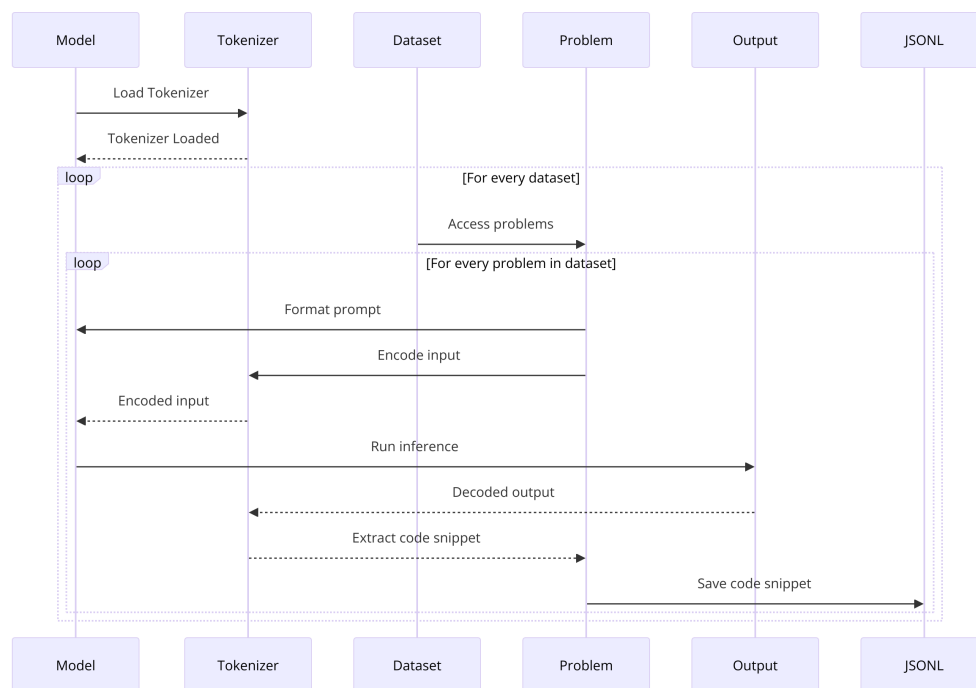 Model Tokenizer Dataset Problem Output JSONL
Load Tokenizer
Tokenizer Loaded
loop [For every dataset]
Access problems
loop [For every problem in dataset]
Format prompt
Encode input
Encoded input
Run inference
Decoded output
Extract code snippet
Save code snippet
Model Tokenizer Dataset Problem Output JSONL